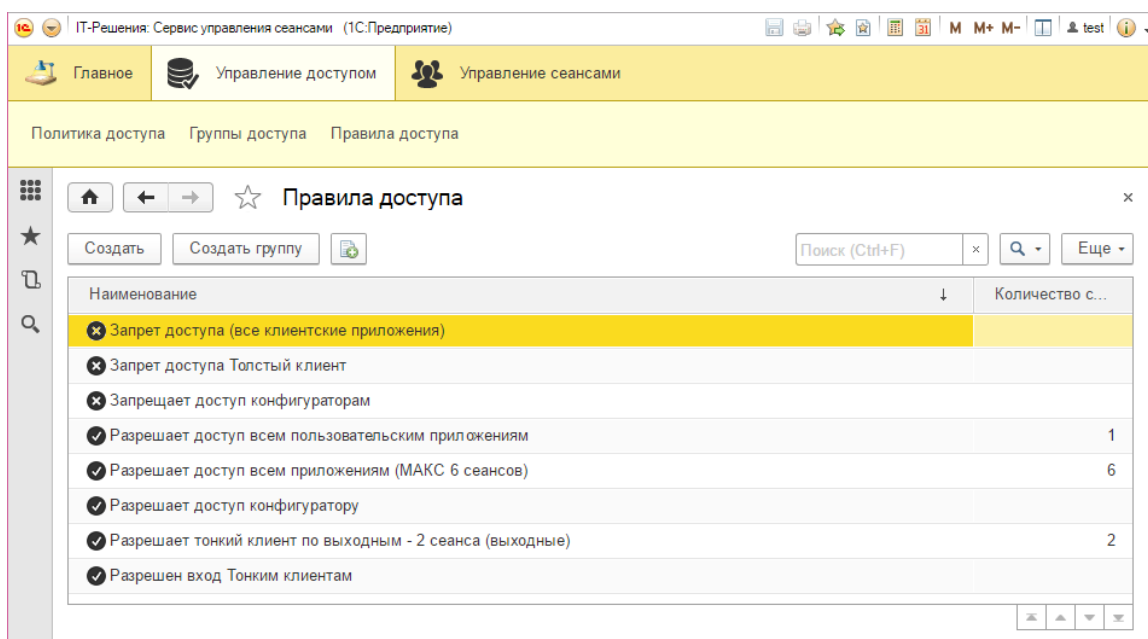 IT-Решения: Сервис управления сеансами (1С:Предприятие) M M+ M- test
Главное Управление доступом Управление сеансами
Политика доступа Группы доступа Правила доступа
Правила доступа
Создать Создать группу Поиск (Ctrl+F) Еще
Наименование Количество с...
Запрет доступа (все клиентские приложения)
Запрет доступа Толстый клиент
Запрещает доступ конфигураторам
Разрешает доступ всем пользовательским приложениям 1
Разрешает доступ всем приложениям (МАКС 6 сеансов) 6
Разрешает доступ конфигуратору
Разрешает тонкий клиент по выходным - 2 сеанса (выходные) 2
Разрешен вход Тонким клиентам